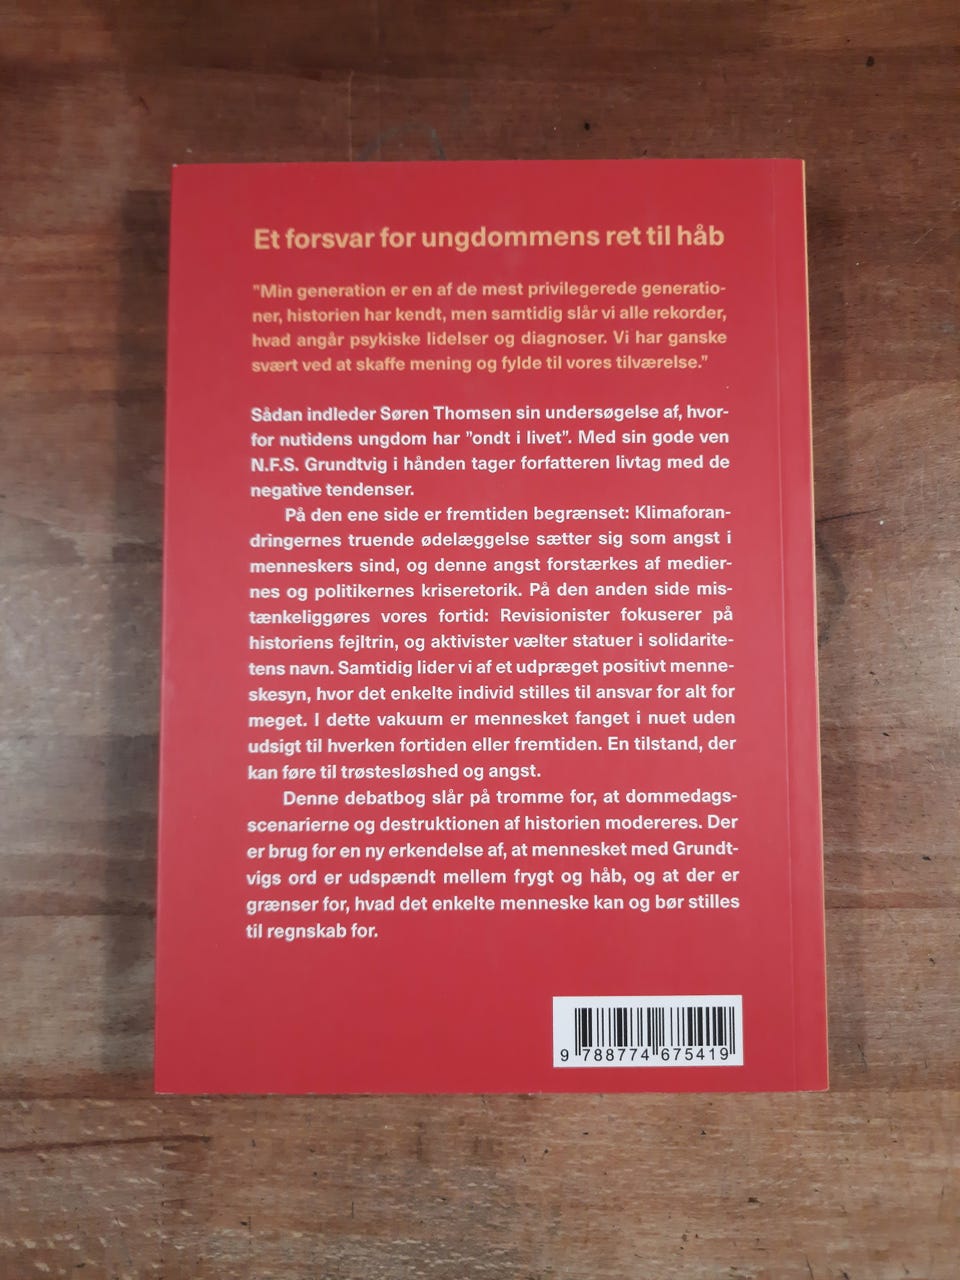 Et forsvar for ungdommens ret til håb
"Min generation er en af de mest privilegerede generatio-
ner, historien har kendt, men samtidig slår vi alle rekorder,
hvad angår psykiske lidelser og diagnoser. Vi har ganske
svært ved at skaffe mening og fylde til vores tilværelse."
Sådan indleder Søren Thomsen sin undersøgelse af, hvor-
for nutidens ungdom har "ondt i livet". Med sin gode ven
N.F.S. Grundtvig i hånden tager forfatteren livtag med de
negative tendenser.
På den ene side er fremtiden begrænset: Klimaforan-
dringernes truende ødelæggelse sætter sig som angst i
menneskers sind, og denne angst forstærkes af medier-
nes og politikernes kriseretorik. På den anden side mis-
tænkeliggøres vores fortid: Revisionister fokuserer på
historiens fejltrin, og aktivister vælter statuer i solidarite-
tens navn. Samtidig lider vi af et udpræget positivt menne-
skesyn, hvor det enkelte individ stilles til ansvar for alt for
meget. I dette vakuum er mennesket fanget i nuet uden
udsigt til hverken fortiden eller fremtiden. En tilstand, der
kan føre til trøstesløshed og angst.
Denne debatbog slår på tromme for, at dommedags-
scenarierne og destruktionen af historien modereres. Der
er brug for en ny erkendelse af, at mennesket med Grundt-
vigs ord er udspændt mellem frygt og håb, og at der er
grænser for, hvad det enkelte menneske kan og bør stilles
til regnskab for.
9 788774 675419